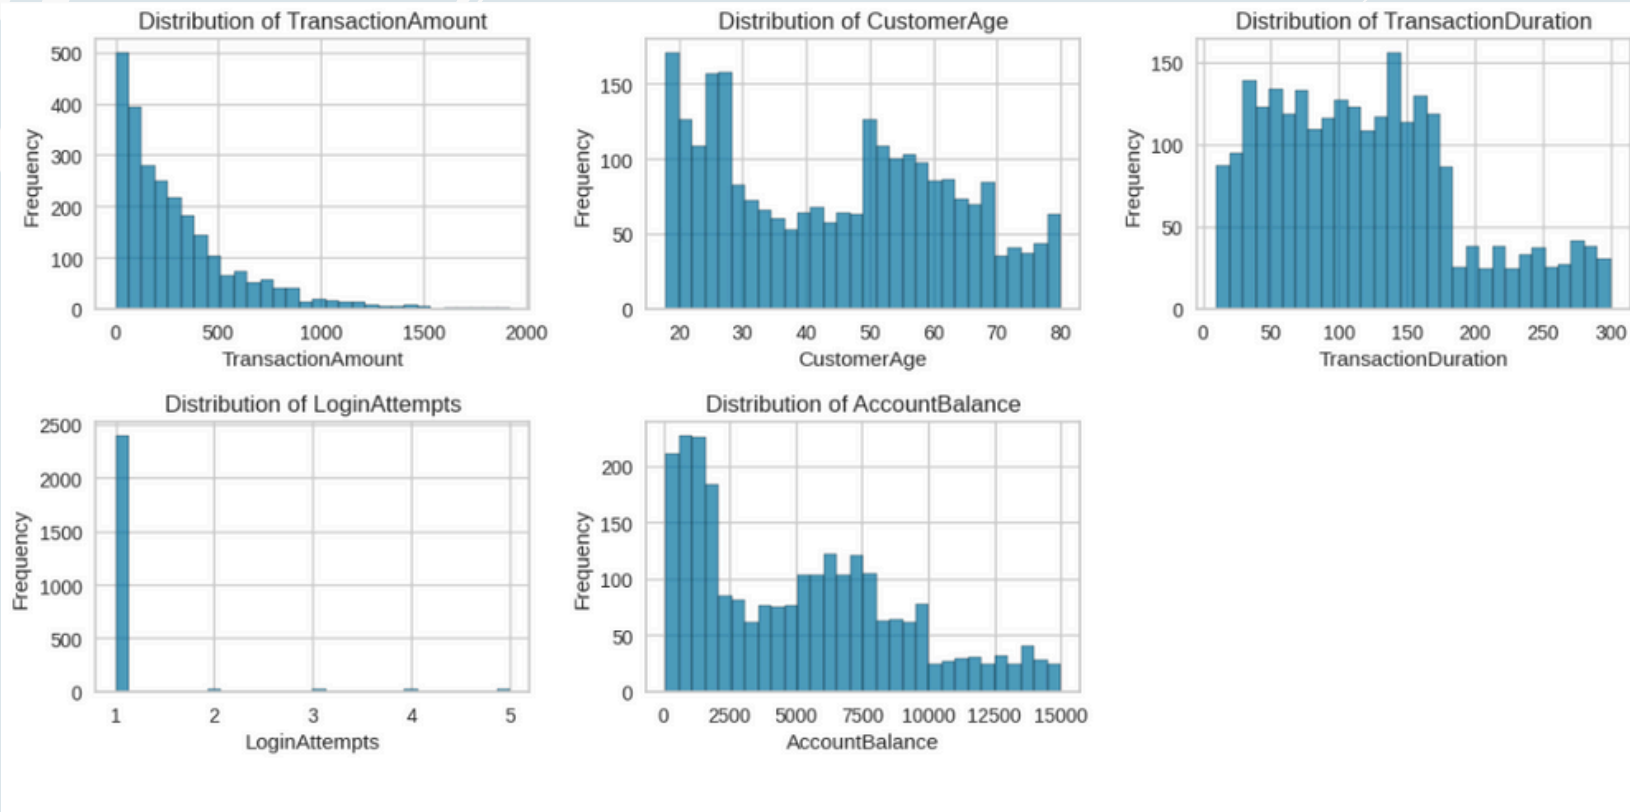 Distribution of TransactionAmount
Frequency
500
400
300
200
100
0
0 500 1000 1500 2000
TransactionAmount
Distribution of CustomerAge
Frequency
150
100
50
0
20 30 40 50 60 70 80
CustomerAge
Distribution of TransactionDuration
Frequency
150
100
50
0
0 50 100 150 200 250 300
TransactionDuration
Distribution of LoginAttempts
Frequency
2500
2000
1500
1000
500
0
1 2 3 4 5
LoginAttempts
Distribution of AccountBalance
Frequency
200
150
100
50
0
0 2500 5000 7500 10000 12500 15000
AccountBalance